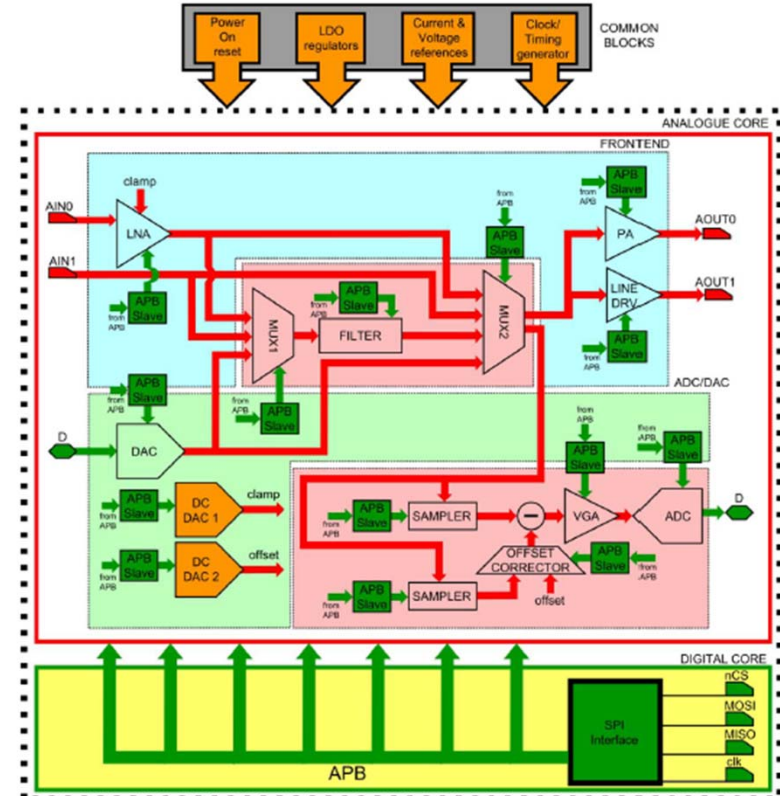 Power
On
reset
LDO
regulators
Current &
Voltage
references
Clock/
Timing
generator
COMMON
BLOCKS
ANALOGUE CORE
FRONTEND
clamp
AIN0
LNA
AIN1
APB
Slave
from
APB
from
APB
APB
Slave
from
APB
APB
Slave
PA
AOUT0
LINE
DRV
AOUT1
APB
Slave
from
APB
MUX1
APB
Slave
from
APB
FILTER
MUX2
APB
Slave
from
APB
ADC/DAC
APB
Slave
from
APB
D
DAC
APB
Slave
from
APB
DC
DAC 1
clamp
APB
Slave
from
APB
DC
DAC 2
offset
from
APB
APB
Slave
from
APB
APB
Slave
from
APB
APB
Slave
SAMPLER
VGA
ADC
D
OFFSET
CORRECTOR
APB
Slave
from
APB
from
APB
APB
Slave
SAMPLER
offset
DIGITAL CORE
nCS
MOSI
MISO
clk
SPI
Interface
APB